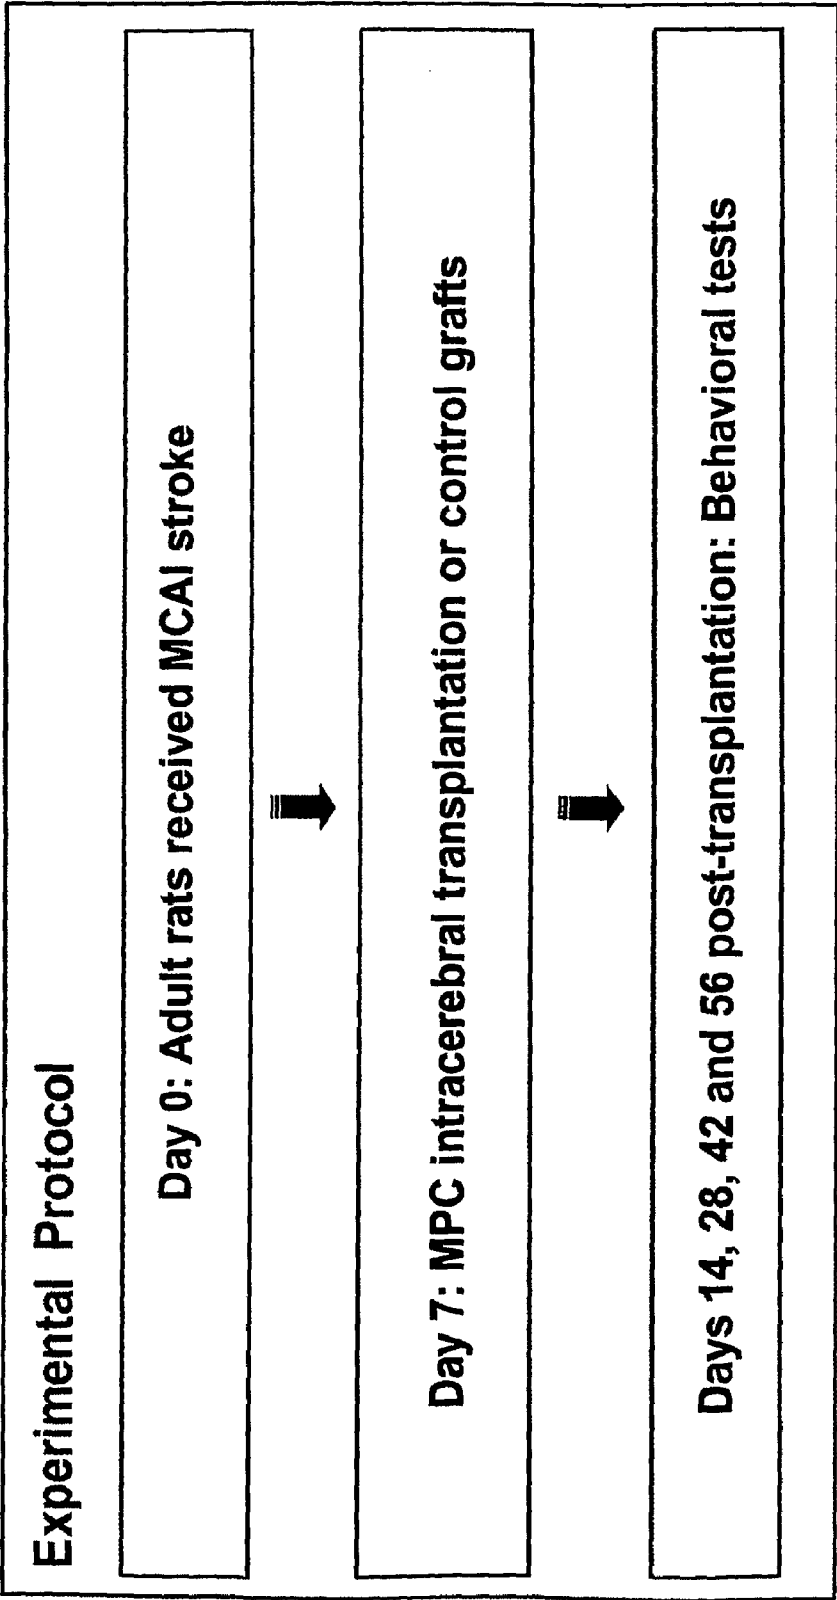 Experimental Protocol
Day 0: Adult rats received MCAl stroke
Day 7: MPC intracerebral transplantation or control grafts
Days 14, 28, 42 and 56 post-transplantation: Behavioral tests